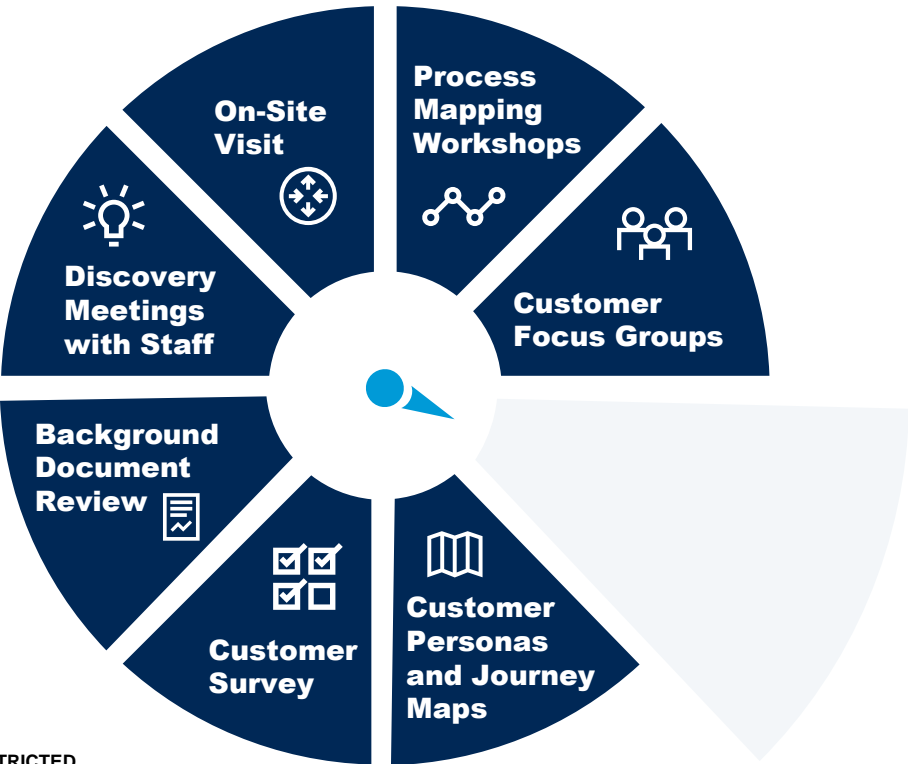 Process
Mapping
Workshops
On-Site
Visit
Customer
Focus Groups
Discovery
Meetings
with Staff
Background
Document
Review
Customer
Survey
Customer
Personas
and Journey
Maps
TRICTED